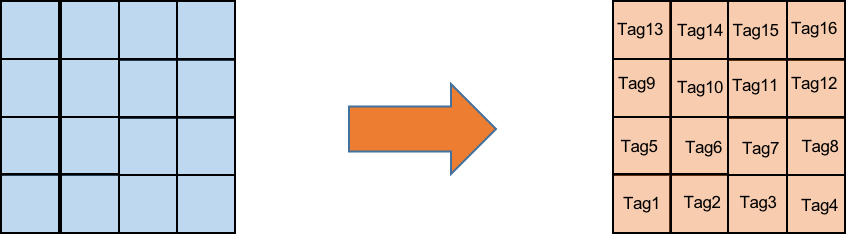 Tag13 Tag14 Tag15 Tag16
Tag9 Tag10 Tag11 Tag12
Tag5 Tag6 Tag7 Tag8
Tag1 Tag2 Tag3 Tag4